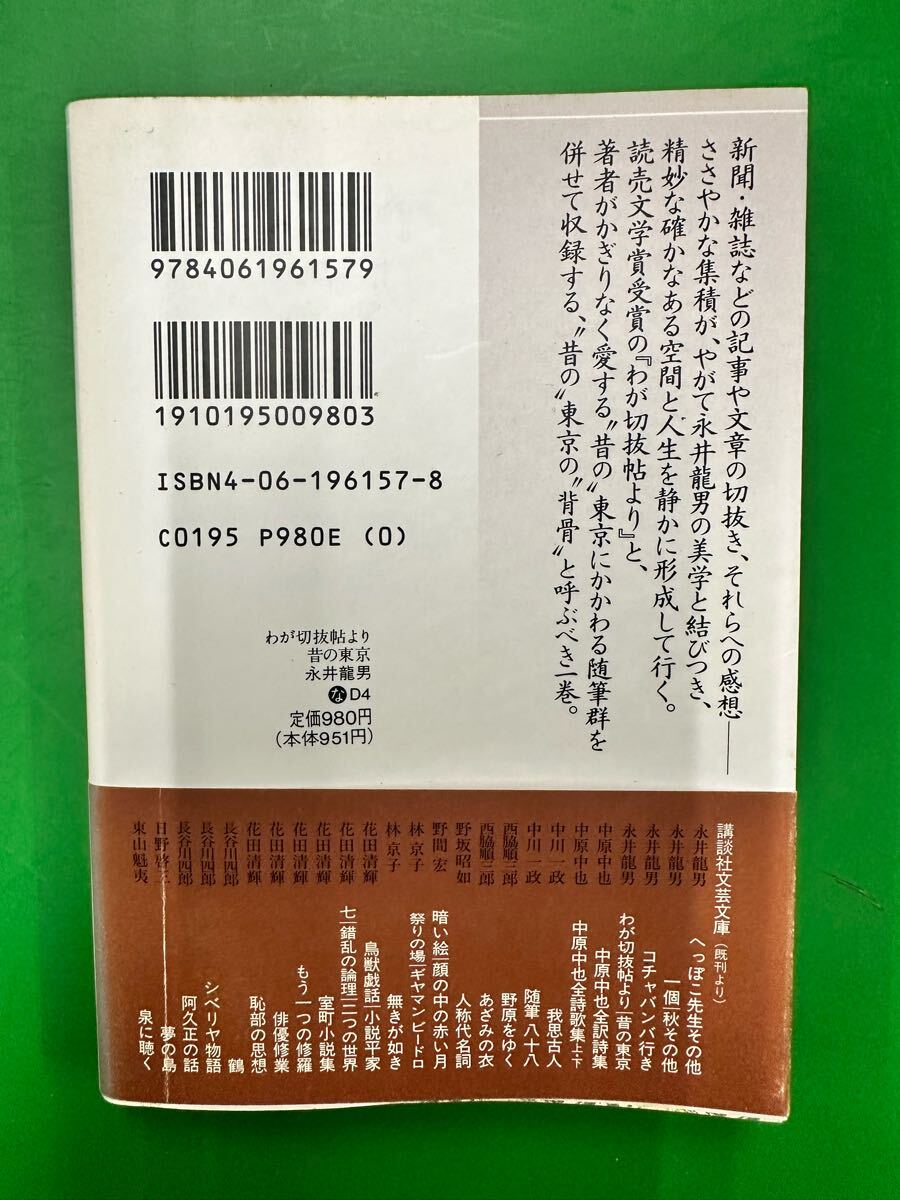 新聞・雑誌などの記事や文章の切抜き、それらへの感想――
ささやかな集積が、やがて永井龍男の美学と結びつき、
精妙な確かなある空間と人生を静かに形成して行く。
読売文学賞受賞の『わが切抜帖より』と、
著者がかぎりなく愛する〝昔の〟東京にかかわる随筆群を
併せて収録する、〝昔の〟東京の〝背骨〟と呼ぶべき一巻。
9784061961579
1910195009803
ISBN4-06-196157-8
C0195 P980E (0)
わが切抜帖より
昔の東京
永井龍男
なD4
定価980円
(本体951円)
講談社文芸文庫(既刊より)
永井龍男 へっぽこ先生その他
永井龍男 一個|秋その他
永井龍男 コチャバンバ行き
永井龍男 わが切抜帖より|昔の東京
中原中也 中原中也全訳詩集
中原中也 中原中也全詩歌集上・下
中川一政 我思古人
中川一政 随筆八十八
西脇順三郎 野原をゆく
西脇順三郎 あざみの衣
野坂昭如 人称代名詞
野間宏 暗い絵|顔の中の赤い月
林京子 祭りの場|ギヤマン ビードロ
林京子 無きが如き
花田清輝 鳥獣戯話|小説平家
花田清輝 七|錯乱の論理|二つの世界
花田清輝 室町小説集
花田清輝 もう一つの修羅
花田清輝 俳優修業
花田清輝 恥部の思想
長谷川四郎 鶴
長谷川四郎 シベリヤ物語
長谷川四郎 阿久正の話
日野啓三 夢の島
東山魁夷 泉に聴く